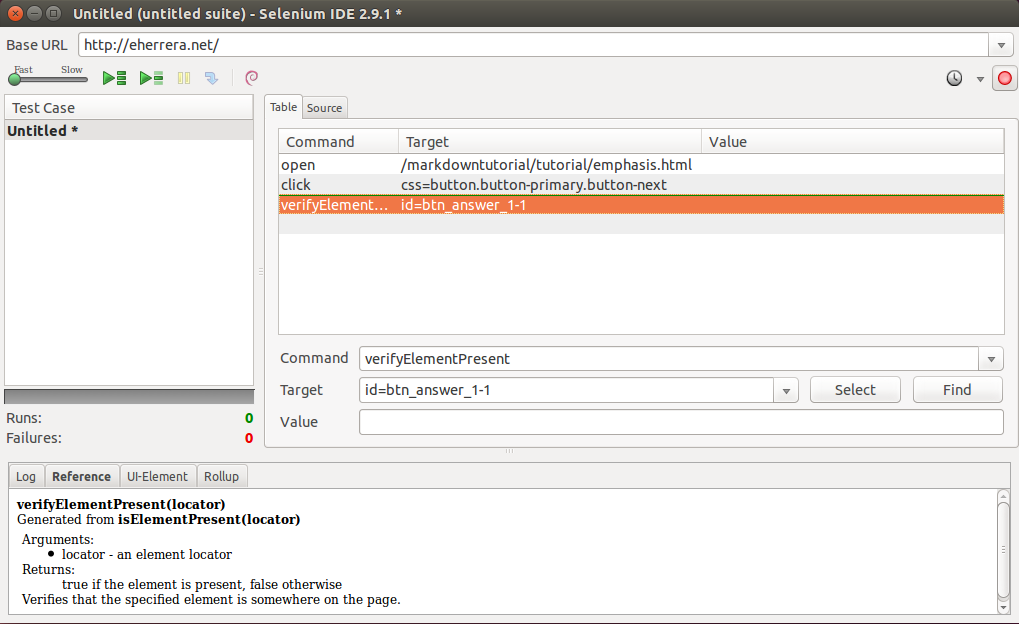 Untitled (untitled suite) - Selenium IDE 2.9.1 *
Base URL http://eherrera.net/
Fast Slow
Test Case
Untitled *
Runs: 0
Failures: 0
Table Source
Command Target Value
open /markdowntutorial/tutorial/emphasis.html
click css=button.button-primary.button-next
verifyElement... id=btn_answer_1-1
Command verifyElementPresent
Target id=btn_answer_1-1 Select Find
Value
Log Reference UI-Element Rollup
verifyElementPresent(locator)
Generated from isElementPresent(locator)
Arguments:
• locator - an element locator
Returns:
true if the element is present, false otherwise
Verifies that the specified element is somewhere on the page.